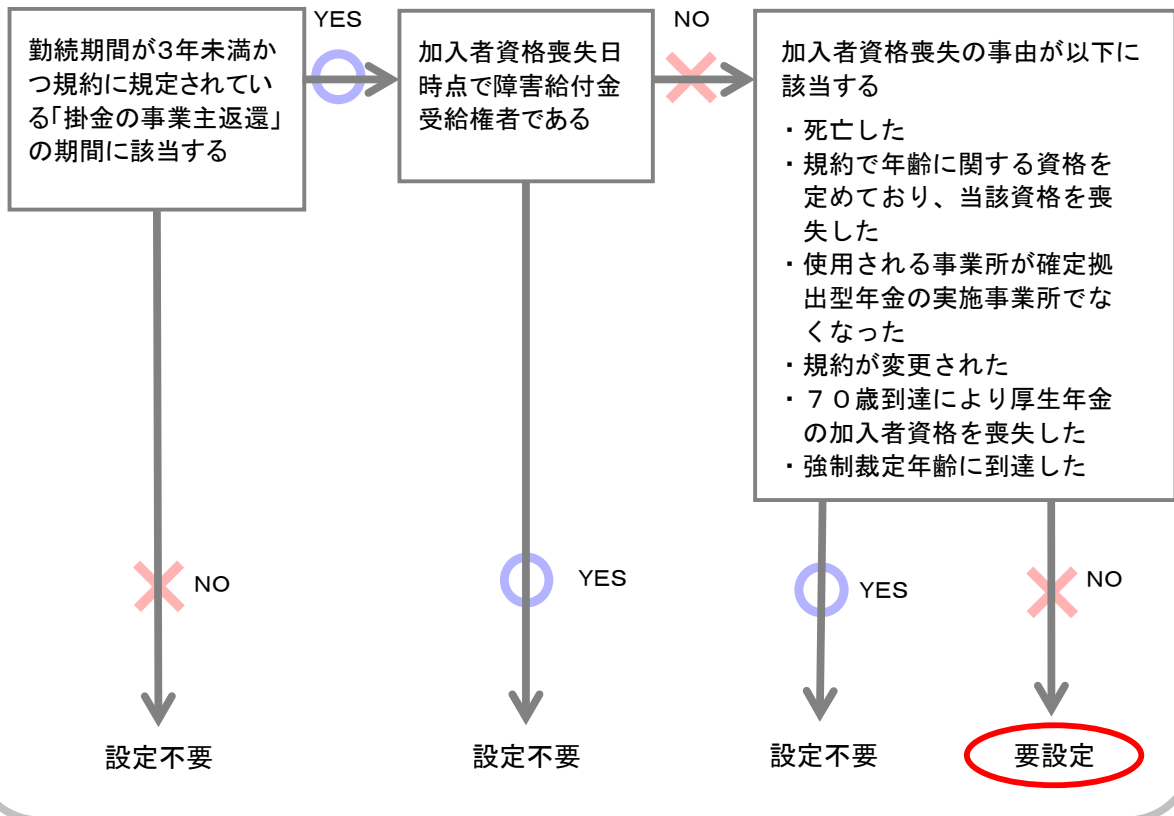 勤続期間が3年未満か
つ規約に規定されてい
る「掛金の事業主返還」
の期間に該当する
YES
加入者資格喪失日
時点で障害給付金
受給権者である
NO
加入者資格喪失の事由が以下に
該当する
・死亡した
・規約で年齢に関する資格を
定めており、当該資格を喪
失した
・使用される事業所が確定拠
出型年金の実施事業所でな
くなった
・規約が変更された
・７０歳到達により厚生年金
の加入者資格を喪失した
・強制裁定年齢に到達した
NO
YES
YES
NO
設定不要
設定不要
設定不要
要設定